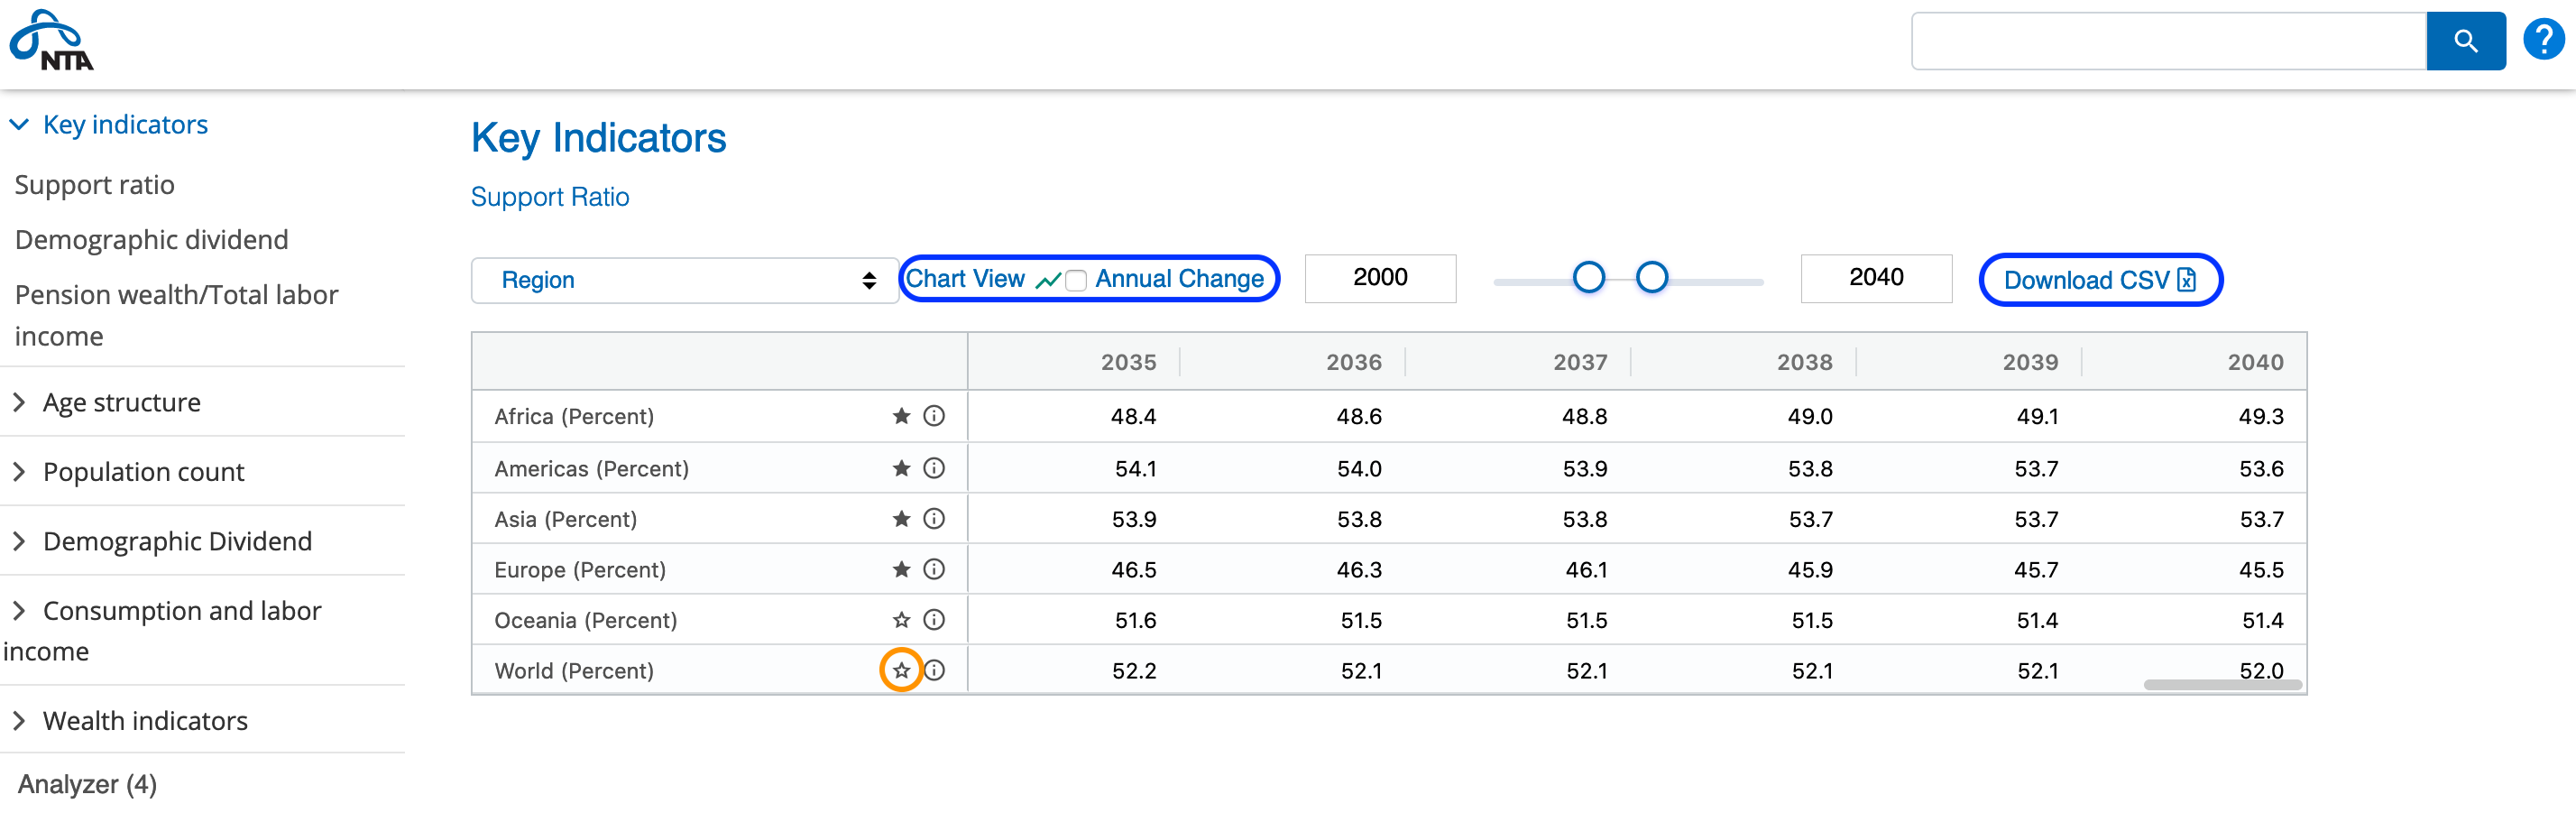 NTA
?
Key indicators
Support ratio
Demographic dividend
Pension wealth/Total labor
income
Age structure
Population count
Demographic Dividend
Consumption and labor
income
Wealth indicators
Analyzer (4)
Key Indicators
Support Ratio
Region Chart View Annual Change 2000 2040 Download CSV
2035 2036 2037 2038 2039 2040
Africa (Percent) 48.4 48.6 48.8 49.0 49.1 49.3
Americas (Percent) 54.1 54.0 53.9 53.8 53.7 53.6
Asia (Percent) 53.9 53.8 53.8 53.7 53.7 53.7
Europe (Percent) 46.5 46.3 46.1 45.9 45.7 45.5
Oceania (Percent) 51.6 51.5 51.5 51.5 51.4 51.4
World (Percent) 52.2 52.1 52.1 52.1 52.1 52.0